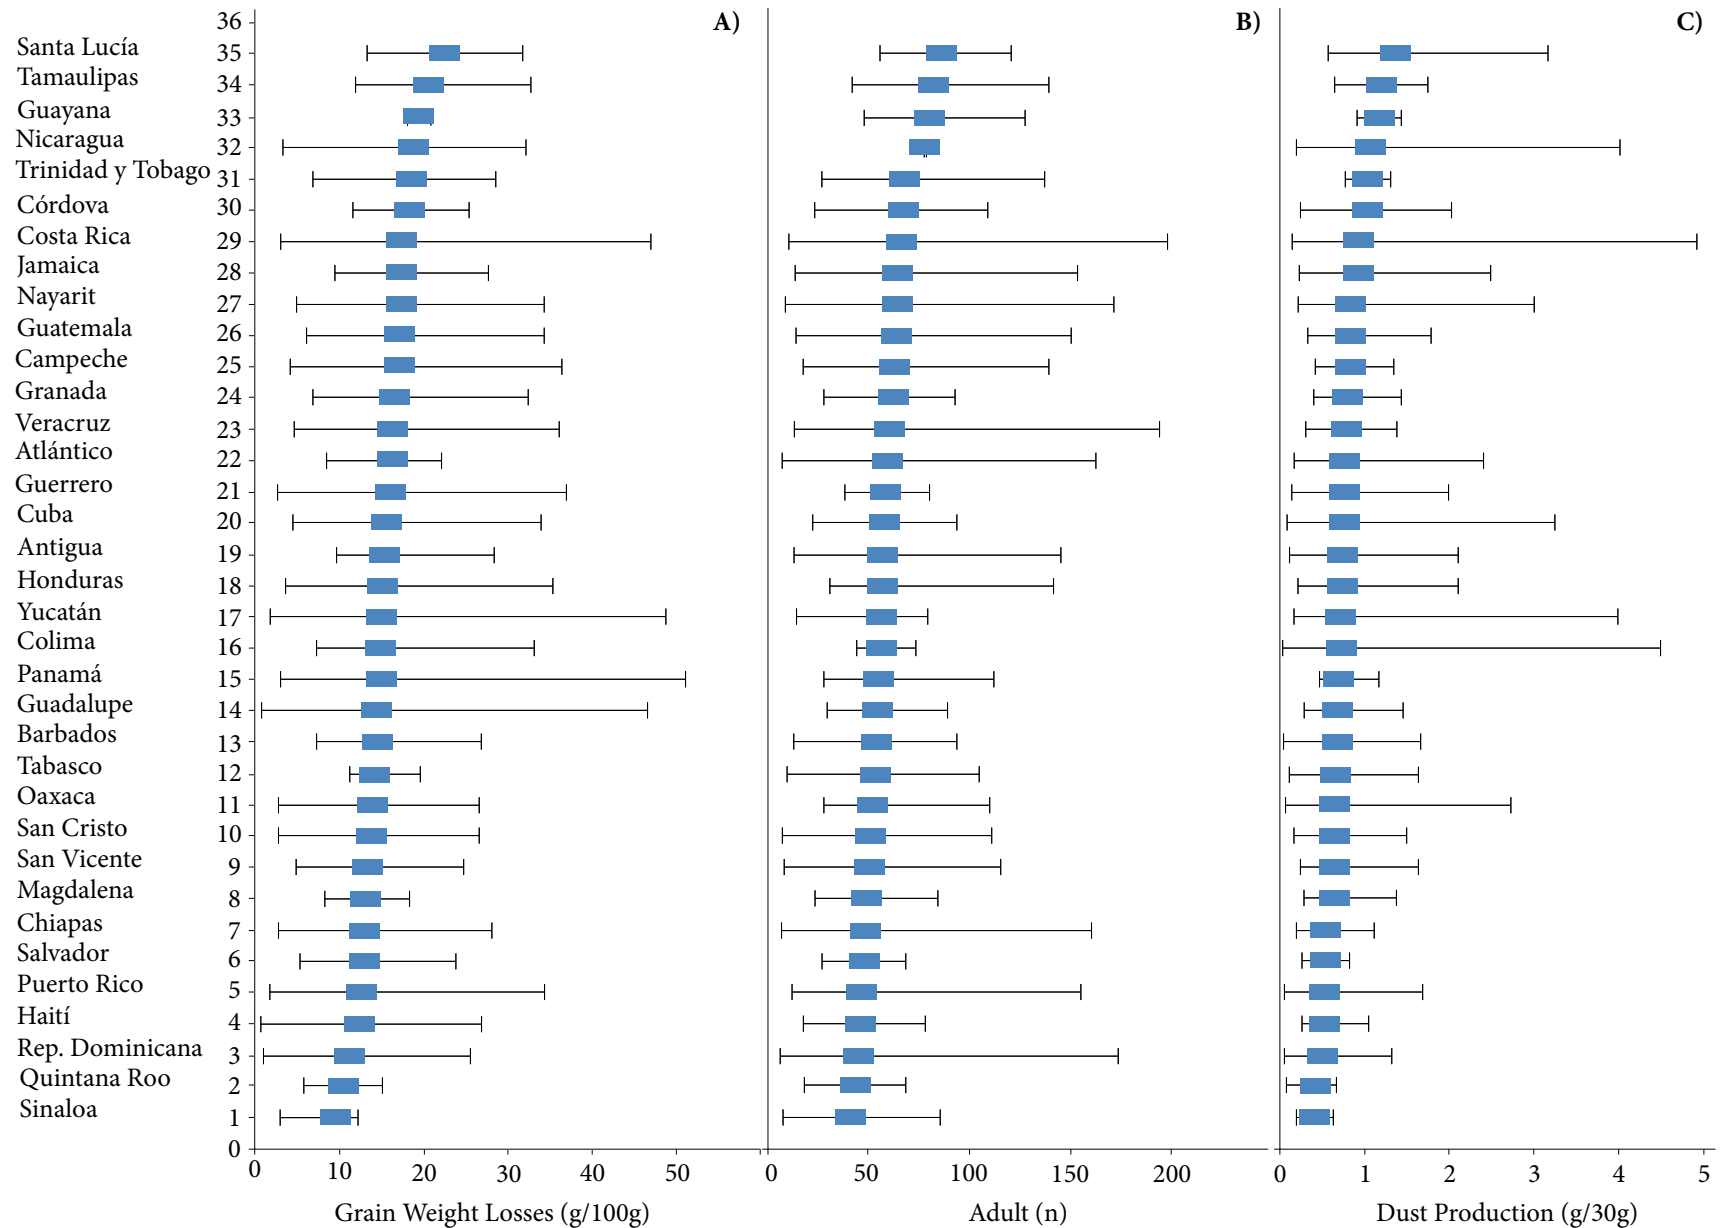 36 A) B) C)
Santa Lucía 35
Tamaulipas 34
Guayana 33
Nicaragua 32
Trinidad y Tobago 31
Córdova 30
Costa Rica 29
Jamaica 28
Nayarit 27
Guatemala 26
Campeche 25
Granada 24
Veracruz 23
Atlántico 22
Guerrero 21
Cuba 20
Antigua 19
Honduras 18
Yucatán 17
Colima 16
Panamá 15
Guadalupe 14
Barbados 13
Tabasco 12
Oaxaca 11
San Cristo 10
San Vicente 9
Magdalena 8
Chiapas 7
Salvador 6
Puerto Rico 5
Haití 4
Rep. Dominicana 3
Quintana Roo 2
Sinaloa 1
0
0 10 20 30 40 50 0 50 100 150 200 0 1 2 3 4 5
Grain Weight Losses (g/100g) Adult (n) Dust Production (g/30g)